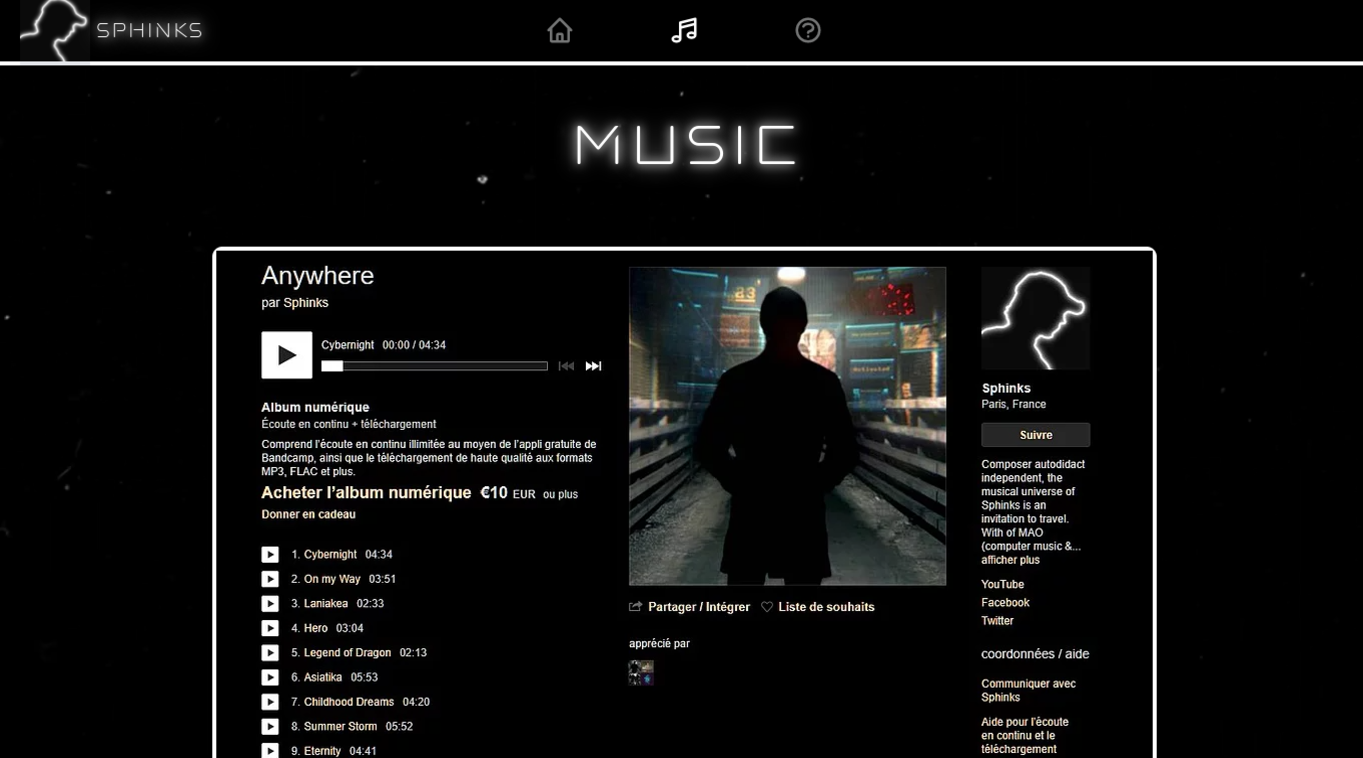 SPHINKS
MUSIC
Anywhere
par Sphinks
Cybernight 00:00 / 04:34
Album numérique
Écoute en continu + téléchargement
Comprend l’écoute en continu illimitée au moyen de l’appli gratuite de
Bandcamp, ainsi que le téléchargement de haute qualité aux formats
MP3, FLAC et plus.
Acheter l’album numérique €10 EUR ou plus
Donner en cadeau
1. Cybernight 04:34
2. On my Way 03:51
3. Laniakea 02:33
4. Hero 03:04
5. Legend of Dragon 02:13
6. Asiatika 05:53
7. Childhood Dreams 04:20
8. Summer Storm 05:52
9. Eternity 04:41
83
Partager / Intégrer Liste de souhaits
apprécié par
Sphinks
Paris, France
Suivre
Composer autodidact
independent, the
musical universe of
Sphinks is an
invitation to travel.
With of MAO
(computer music &...
afficher plus
YouTube
Facebook
Twitter
coordonnées / aide
Communiquer avec
Sphinks
Aide pour l’écoute
en continu et le
téléchargement